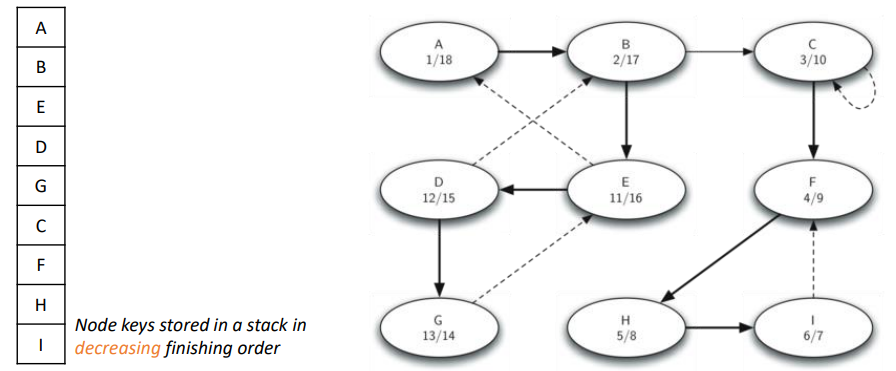 A
B
E
D
G
C
F
H
I
Node keys stored in a stack in
decreasing finishing order
A
1/18
B
2/17
C
3/10
D
12/15
E
11/16
F
4/9
G
13/14
H
5/8
I
6/7